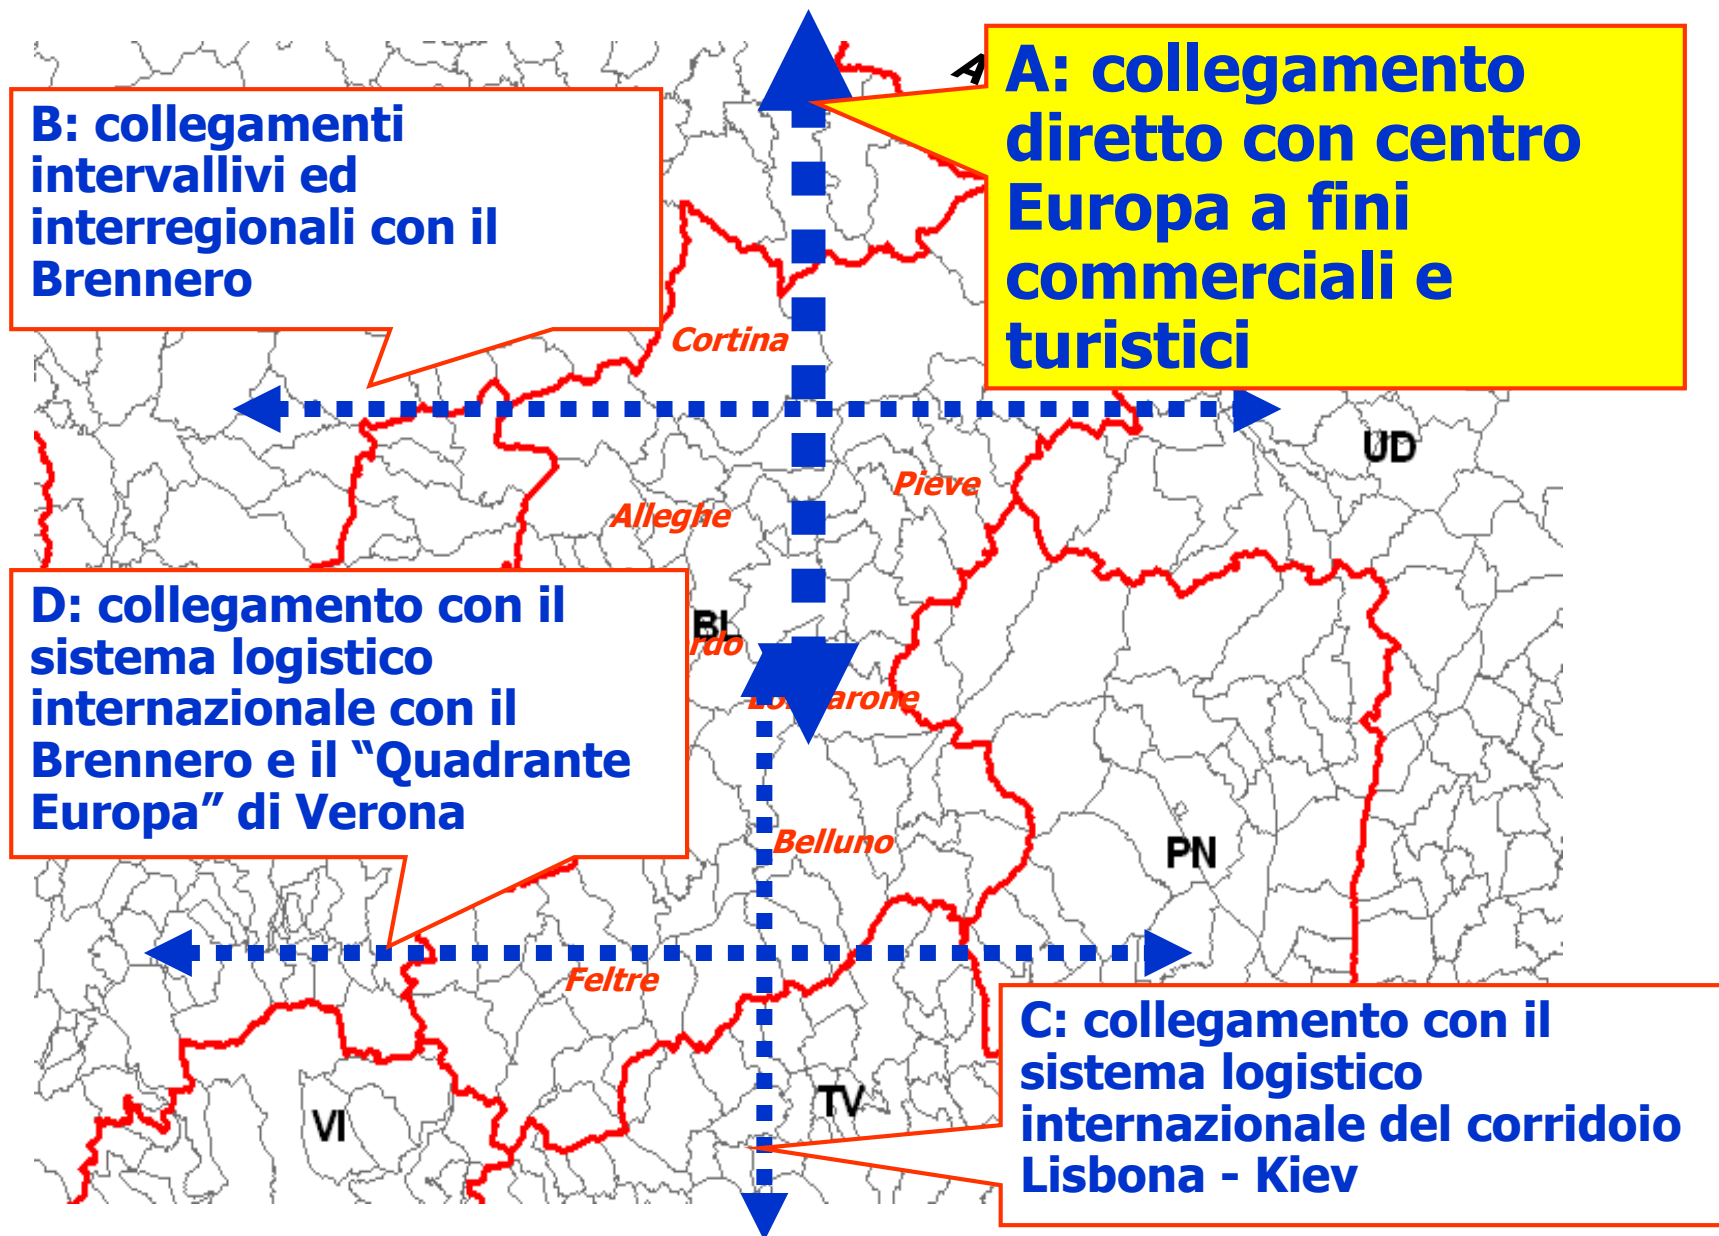 A: collegamento
diretto con centro
Europa a fini
commerciali e
turistici
B: collegamenti
intervallivi ed
interregionali con il
Brennero
Cortina
UD
Pieve
Alleghe
BL
D: collegamento con il
sistema logistico
internazionale con il
Brennero e il “Quadrante
Europa” di Verona
Belluno
PN
Feltre
C: collegamento con il
sistema logistico
internazionale del corridoio
Lisbona - Kiev
TV
VI